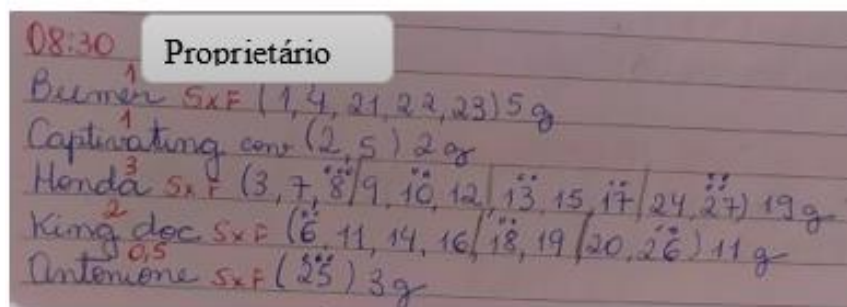 08:30 Proprietário
1
Beemer SxF (1, 4, 21, 22, 23) 5 g
1
Captivating conv (2, 5) 2 g
3
Honda SxF (3, 7, 8/9, 10, 12/13, 15, 17/24, 27) 19 g
2
King doc SxF (6, 11, 14, 16/18, 19/20, 26) 11 g
0,5
Antenione SxF (25) 3 g